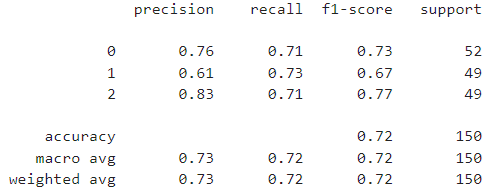 precision recall f1-score support
0 0.76 0.71 0.73 52
1 0.61 0.73 0.67 49
2 0.83 0.71 0.77 49
accuracy 0.72 150
macro avg 0.73 0.72 0.72 150
weighted avg 0.73 0.72 0.72 150